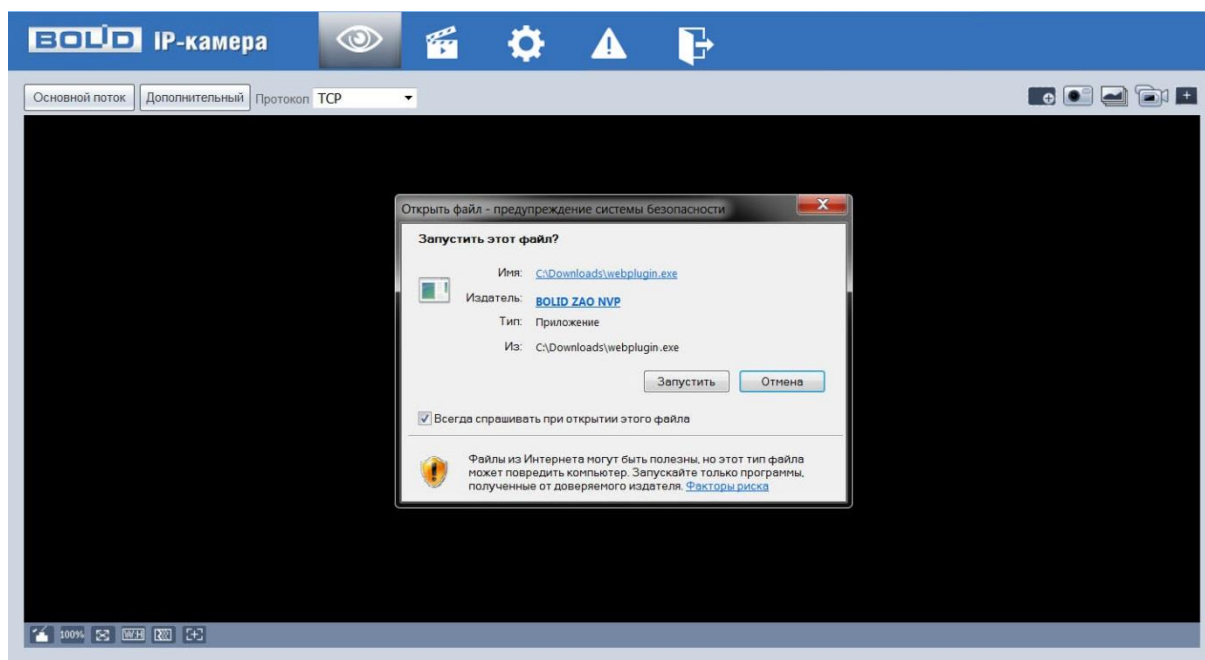 BOLID IP-камера
Основной поток Дополнительный Протокол TCP
Открыть файл - предупреждение системы безопасности
Запустить этот файл?
Имя: C:\Downloads\webplugin.exe
Издатель: BOLID ZAO NVP
Тип: Приложение
Из: C:\Downloads\webplugin.exe
Запустить Отмена
Всегда спрашивать при открытии этого файла
Файлы из Интернета могут быть полезны, но этот тип файла
может повредить компьютер. Запускайте только программы,
полученные от доверяемого издателя. Факторы риска
100% W:H